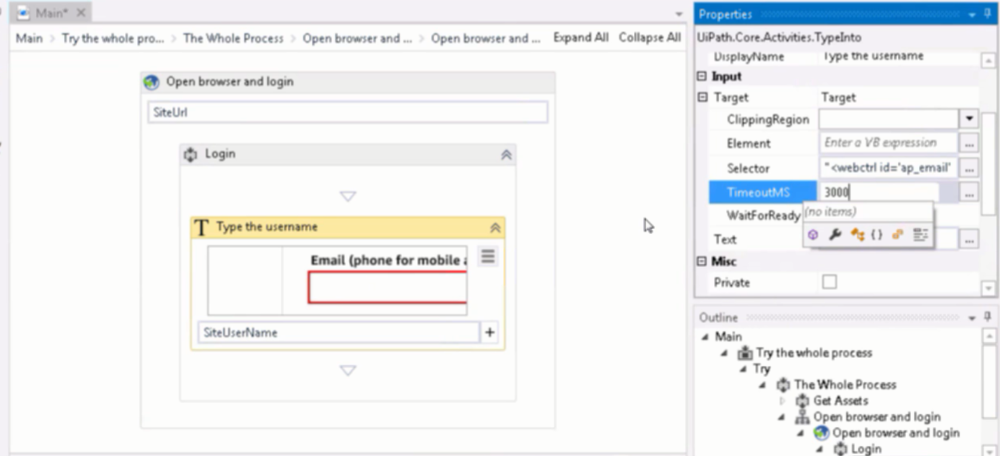 Main*
Main > Try the whole pro... > The Whole Process > Open browser and ... > Open browser and ... Expand All Collapse All
Open browser and login
SiteUrl
Login
T Type the username
Email (phone for mobile a
SiteUserName +
Properties
UiPath.Core.Activities.TypeInto
DisplayName Type the username
Input
Target Target
ClippingRegion
Element Enter a VB expression ...
Selector "<webctrl id='ap_email' ...
TimeoutMS 3000 ...
WaitForReady (no items)
{ }
Text ...
Misc
Private
Outline
Main
Try the whole process
Try
The Whole Process
Get Assets
Open browser and login
Open browser and login
Login